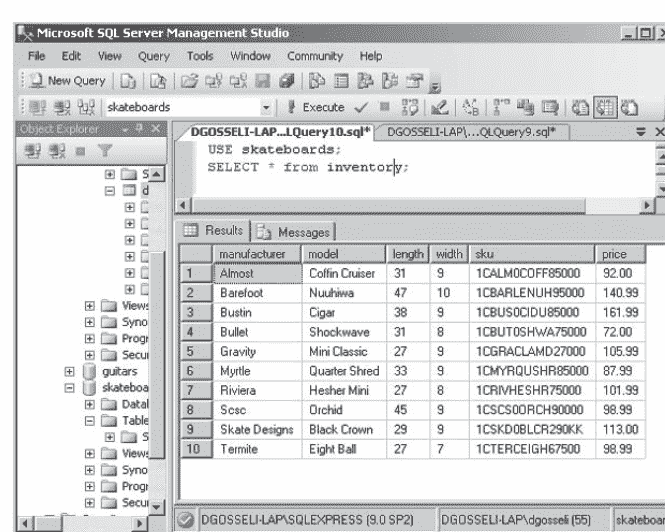 Microsoft SQL Server Management Studio
File Edit View Query Tools Window Community Help
New Query
skateboards Execute
Object Explorer
DGOSSELI-LAP...LQuery10.sql* DGOSSELI-LAP\...QLQuery9.sql*
USE skateboards;
SELECT * from inventory;
Results Messages
manufacturer model length width sku price
1 Almost Coffin Cruiser 31 9 1CALM0COFF85000 92.00
2 Barefoot Nuuhiwa 47 10 1CBARLENUH95000 140.99
3 Bustin Cigar 38 9 1CBUS0CIDU85000 161.99
4 Bullet Shockwave 31 8 1CBUT0SHWA75000 72.00
5 Gravity Mini Classic 27 9 1CGRACLAMD27000 105.99
6 Myrtle Quarter Shred 33 9 1CMYRQUSHR85000 87.99
7 Riviera Hesher Mini 27 8 1CRIVHESHR75000 101.99
8 Scsc Orchid 45 9 1CSCS0ORCH90000 98.99
9 Skate Designs Black Crown 29 9 1CSKD0BLCR290KK 113.00
10 Termite Eight Ball 27 7 1CTERCEIGH67500 98.99
S
d
Views
Syno
Progr
Secur
guitars
skateboa
Datal
Table
S
Views
Syno
Progr
Secur
DGOSSELI-LAP\SQLEXPRESS (9.0 SP2) DGOSSELI-LAP\dgosseli (55) skateboar